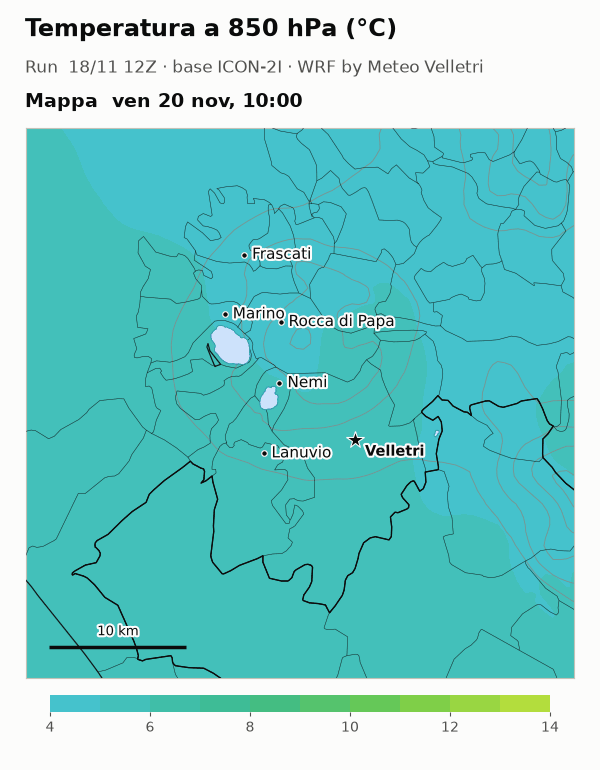 Temperatura a 850 hPa (°C)
Run  18/11 12Z · base ICON-2I · WRF by Meteo Velletri
Mappa  ven 20 nov, 10:00
Frascati
Marino
Rocca di Papa
Nemi
Velletri
Lanuvio
10 km
4 6 8 10 12 14